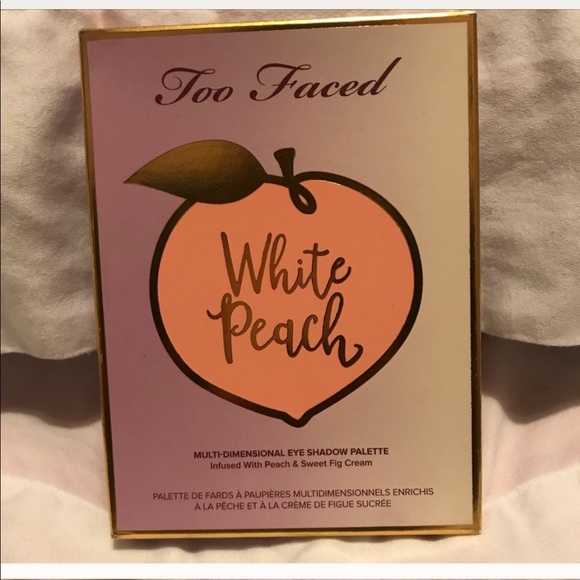 Too Faced
White
Peach
MULTI-DIMENSIONAL EYE SHADOW PALETTE
Infused With Peach & Sweet Fig Cream
PALETTE DE FARDS À PAUPIÈRES MULTIDIMENSIONNELS ENRICHIS
À LA PÊCHE ET À LA CRÈME DE FIGUE SUCRÉE